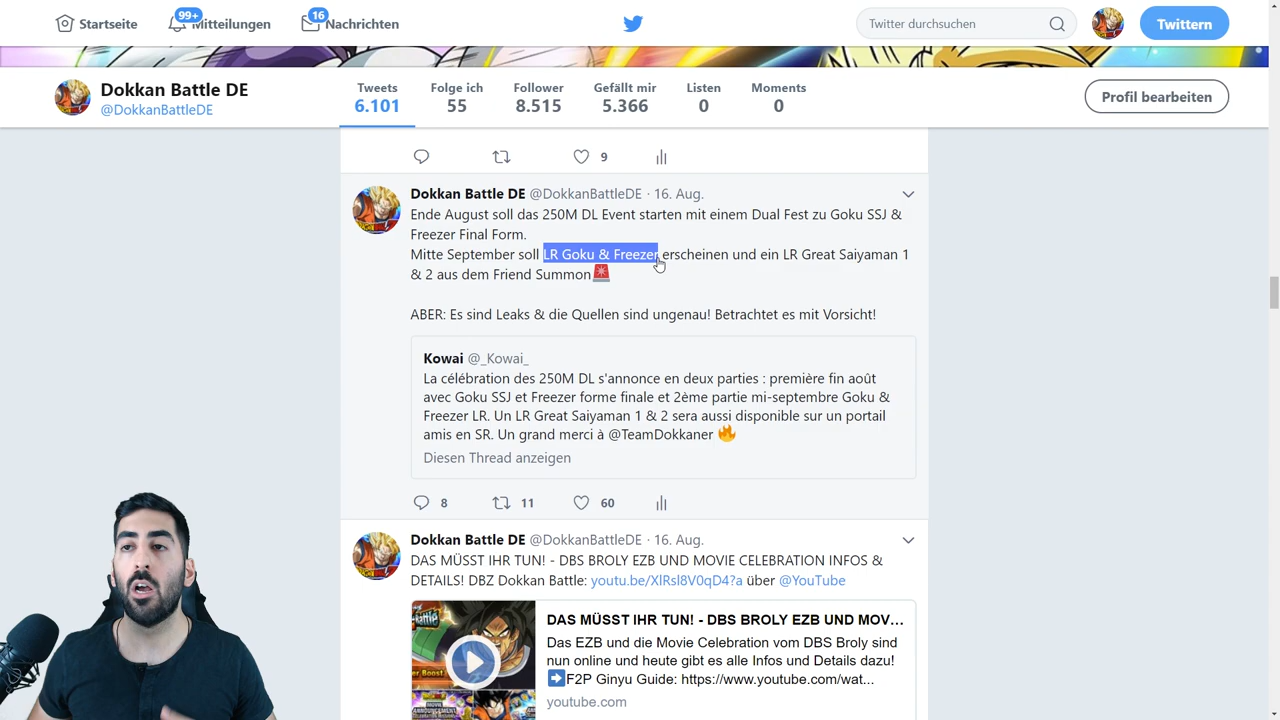 Startseite
99+
Mitteilungen
16
Nachrichten
Twitter durchsuchen
Twittern
Dokkan Battle DE
@DokkanBattleDE
Tweets
6.101
Folge ich
55
Follower
8.515
Gefällt mir
5.366
Listen
0
Moments
0
Profil bearbeiten
9
Dokkan Battle DE @DokkanBattleDE · 16. Aug.
Ende August soll das 250M DL Event starten mit einem Dual Fest zu Goku SSJ &
Freezer Final Form.
Mitte September soll LR Goku & Freezer erscheinen und ein LR Great Saiyaman 1
& 2 aus dem Friend Summon🚨
ABER: Es sind Leaks & die Quellen sind ungenau! Betrachtet es mit Vorsicht!
Kowai @_Kowai_
La célébration des 250M DL s'annonce en deux parties : première fin août
avec Goku SSJ et Freezer forme finale et 2ème partie mi-septembre Goku &
Freezer LR. Un LR Great Saiyaman 1 & 2 sera aussi disponible sur un portail
amis en SR. Un grand merci à @TeamDokkaner 🔥
Diesen Thread anzeigen
8
11
60
Dokkan Battle DE @DokkanBattleDE · 16. Aug.
DAS MÜSST IHR TUN! - DBS BROLY EZB UND MOVIE CELEBRATION INFOS &
DETAILS! DBZ Dokkan Battle: youtu.be/XlRsl8V0qD4?a über @YouTube
DAS MÜSST IHR TUN! - DBS BROLY EZB UND MOV...
Das EZB und die Movie Celebration vom DBS Broly sind
nun online und heute gibt es alle Infos und Details dazu!
➡️F2P Ginyu Guide: https://www.youtube.com/wat...
youtube.com